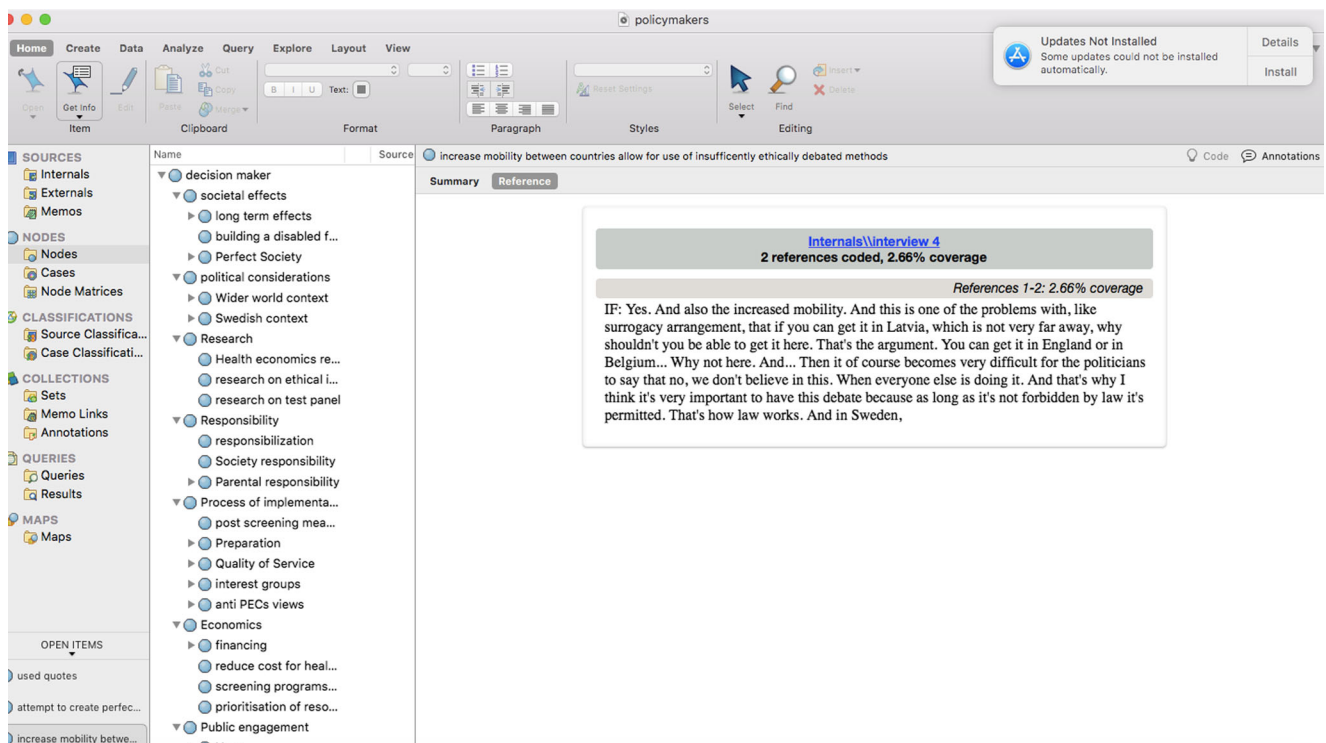 policymakers
Updates Not Installed
Some updates could not be installed
automatically.
Details
Install
Home Create Data Analyze Query Explore Layout View
Open
Get Info
Edit
Item
Paste
Cut
Copy
Merge
Clipboard
B I U Text:
Format
Paragraph
Reset Settings
Styles
Select
Find
Insert
Delete
Editing
SOURCES
Internals
Externals
Memos
NODES
Nodes
Cases
Node Matrices
CLASSIFICATIONS
Source Classifica...
Case Classificati...
COLLECTIONS
Sets
Memo Links
Annotations
QUERIES
Queries
Results
MAPS
Maps
OPEN ITEMS
used quotes
attempt to create perfec...
increase mobility betwe...
Name Source
decision maker
societal effects
long term effects
building a disabled f...
Perfect Society
political considerations
Wider world context
Swedish context
Research
Health economics re...
research on ethical i...
research on test panel
Responsibility
responsibilization
Society responsibility
Parental responsibility
Process of implementa...
post screening mea...
Preparation
Quality of Service
interest groups
anti PECs views
Economics
financing
reduce cost for heal...
screening programs...
prioritisation of reso...
Public engagement
increase mobility between countries allow for use of insufficently ethically debated methods
Code Annotations
Summary Reference
Internals\\interview 4
2 references coded, 2.66% coverage
References 1-2: 2.66% coverage
IF: Yes. And also the increased mobility. And this is one of the problems with, like
surrogacy arrangement, that if you can get it in Latvia, which is not very far away, why
shouldn't you be able to get it here. That's the argument. You can get it in England or in
Belgium... Why not here. And... Then it of course becomes very difficult for the politicians
to say that no, we don't believe in this. When everyone else is doing it. And that's why I
think it's very important to have this debate because as long as it's not forbidden by law it's
permitted. That's how law works. And in Sweden,